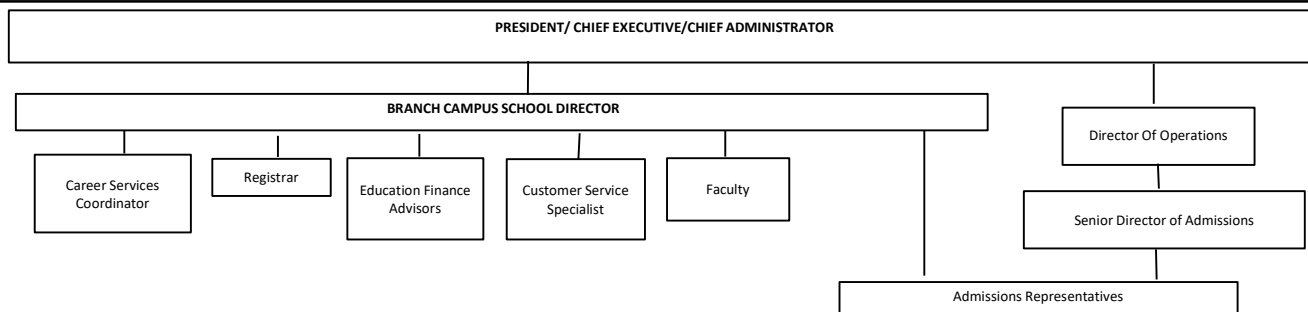 PRESIDENT/ CHIEF EXECUTIVE/CHIEF ADMINISTRATOR
BRANCH CAMPUS SCHOOL DIRECTOR
Director Of Operations
Career Services
Coordinator
Registrar
Education Finance
Advisors
Customer Service
Specialist
Faculty
Senior Director of Admissions
Admissions Representatives